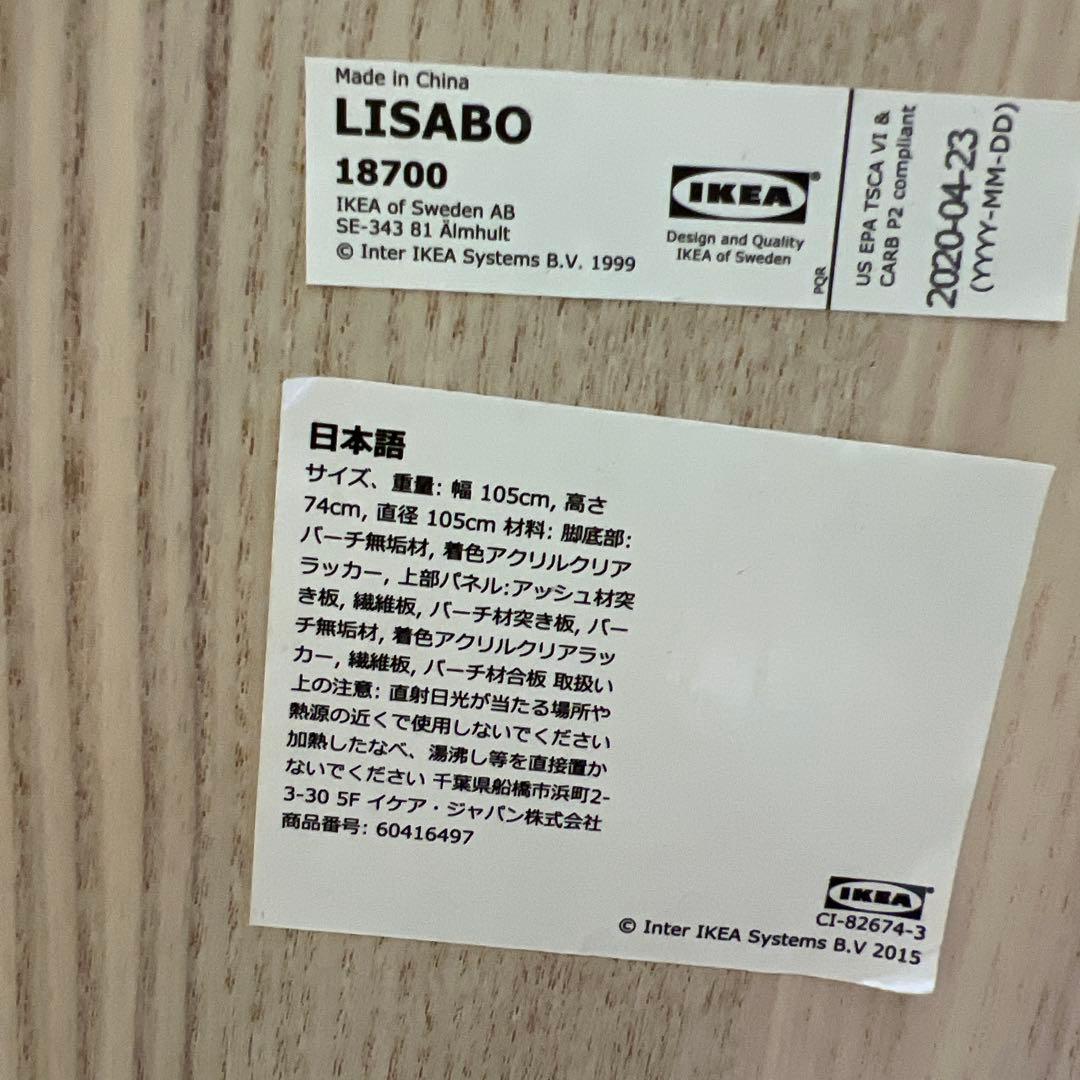 Made in China
LISABO
18700
IKEA of Sweden AB
SE-343 81 Älmhult
© Inter IKEA Systems B.V. 1999
IKEA®
Design and Quality
IKEA of Sweden
PQR
US EPA TSCA VI &
CARB P2 compliant
2020-04-23
(YYYY-MM-DD)
日本語
サイズ、重量: 幅 105cm, 高さ
74cm, 直径 105cm 材料: 脚底部:
バーチ無垢材, 着色アクリルクリア
ラッカー, 上部パネル:アッシュ材突
き板, 繊維板, バーチ材突き板, バー
チ無垢材, 着色アクリルクリアラッ
カー, 繊維板, バーチ材合板 取扱い
上の注意: 直射日光が当たる場所や
熱源の近くで使用しないでください
加熱したなべ、湯沸し等を直接置か
ないでください 千葉県船橋市浜町2-
3-30 5F イケア・ジャパン株式会社
商品番号: 60416497
IKEA®
CI-82674-3
© Inter IKEA Systems B.V 2015